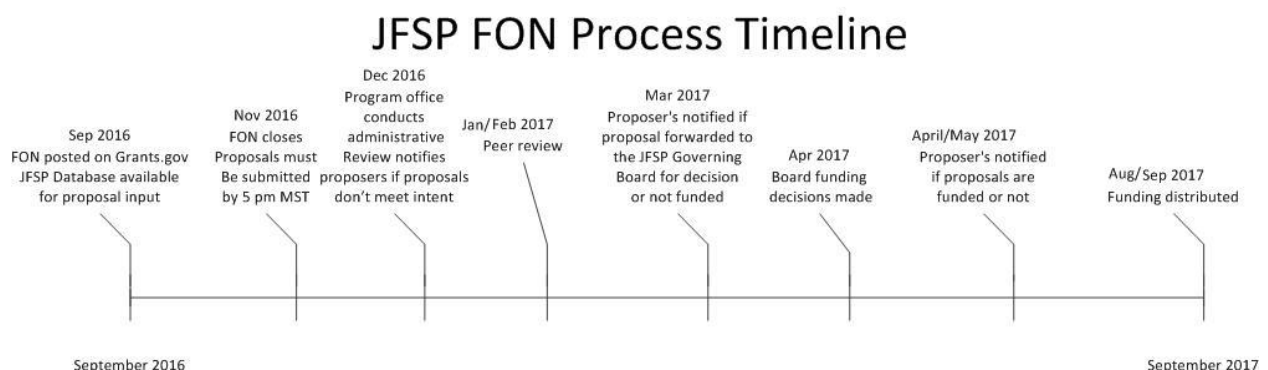 JFSP FON Process Timeline
Sep 2016
FON posted on Grants.gov
JFSP Database available
for proposal input
Nov 2016
FON closes
Proposals must
Be submitted
by 5 pm MST
Dec 2016
Program office
conducts
administrative
Review notifies
proposers if proposals
don't meet intent
Jan/Feb 2017
Peer review
Mar 2017
Proposer's notified if
proposal forwarded to
the JFSP Governing
Board for decision
or not funded
Apr 2017
Board funding
decisions made
April/May 2017
Proposer's notified
if proposals are
funded or not
Aug/Sep 2017
Funding distributed
September 2016
September 2017